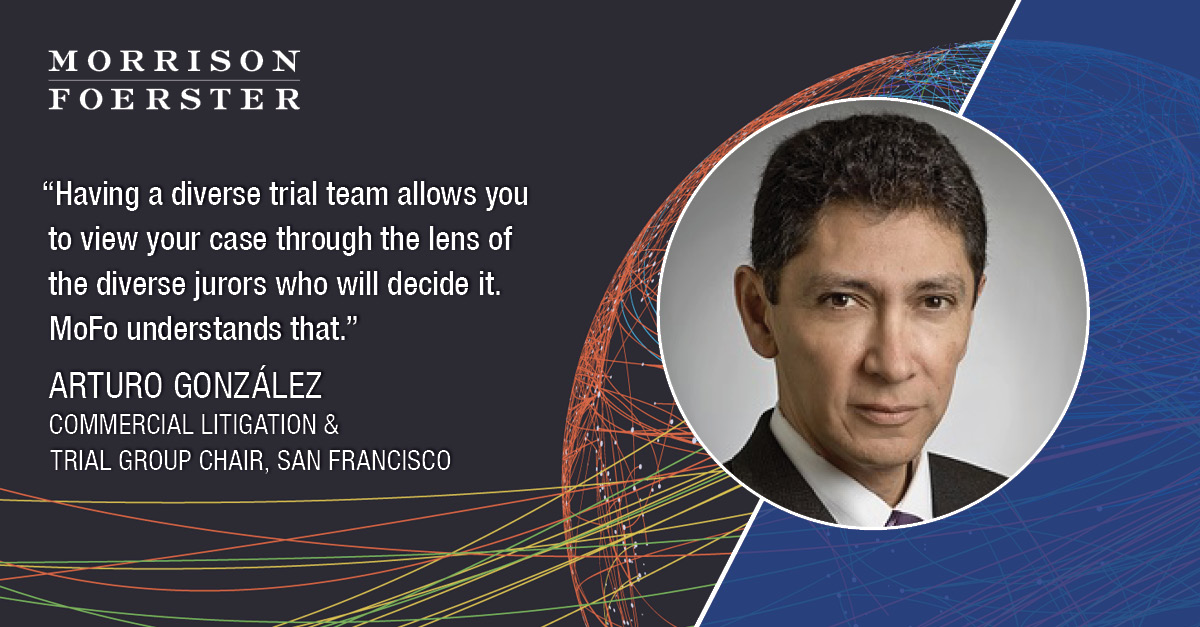 MORRISON
FOERSTER
“Having a diverse trial team allows you
to view your case through the lens of
the diverse jurors who will decide it.
MoFo understands that.”
ARTURO GONZÁLEZ
COMMERCIAL LITIGATION &
TRIAL GROUP CHAIR, SAN FRANCISCO